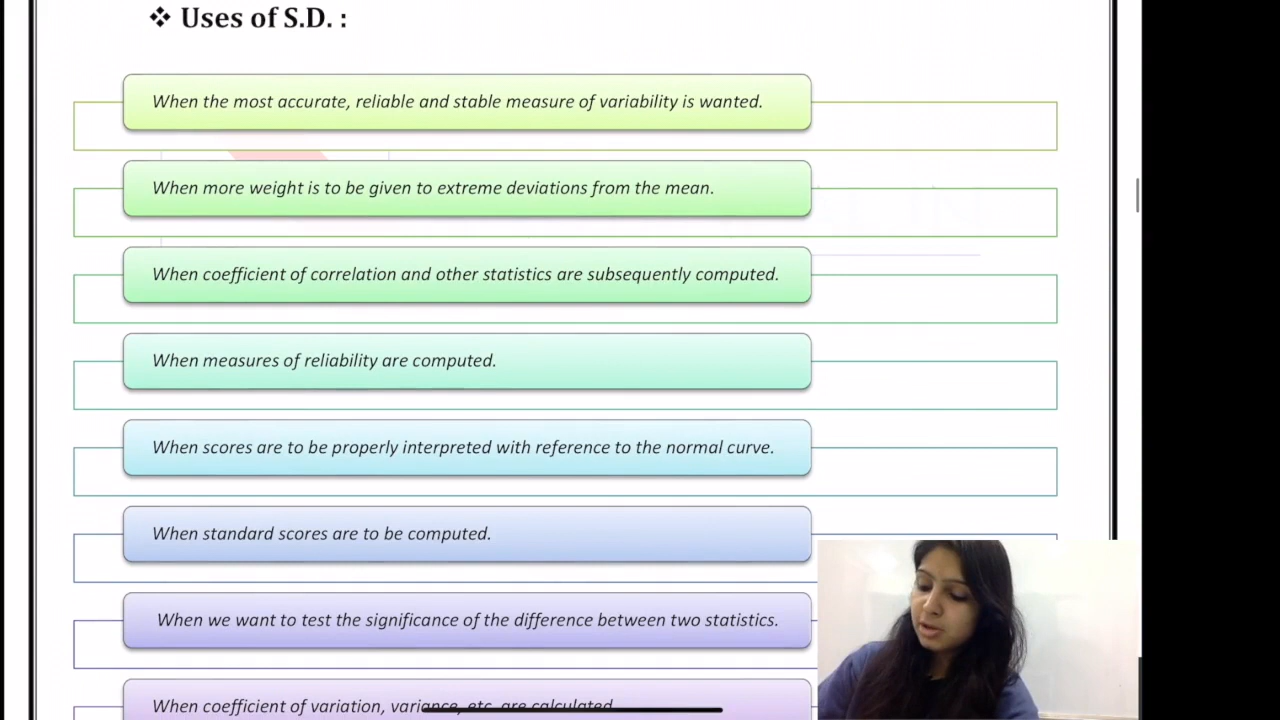 ❖ Uses of S.D. :
When the most accurate, reliable and stable measure of variability is wanted.
When more weight is to be given to extreme deviations from the mean.
When coefficient of correlation and other statistics are subsequently computed.
When measures of reliability are computed.
When scores are to be properly interpreted with reference to the normal curve.
When standard scores are to be computed.
When we want to test the significance of the difference between two statistics.
When coefficient of variation, variance, etc. are calculated